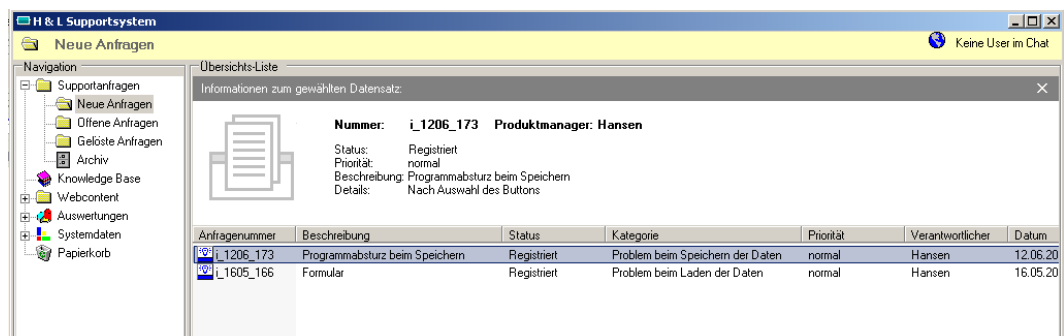 H & L Supportsystem
Neue Anfragen
Keine User im Chat
Navigation
Supportanfragen
Neue Anfragen
Offene Anfragen
Gelöste Anfragen
Archiv
Knowledge Base
Webcontent
Auswertungen
Systemdaten
Papierkorb
Übersichts-Liste
Informationen zum gewählten Datensatz:
Nummer: i_1206_173 Produktmanager: Hansen
Status: Registriert
Priorität: normal
Beschreibung: Programmabsturz beim Speichern
Details: Nach Auswahl des Buttons
Anfragenummer Beschreibung Status Kategorie Priorität Verantwortlicher Datum
i_1206_173 Programmabsturz beim Speichern Registriert Problem beim Speichern der Daten normal Hansen 12.06.20
i_1605_166 Formular Registriert Problem beim Laden der Daten normal Hansen 16.05.20